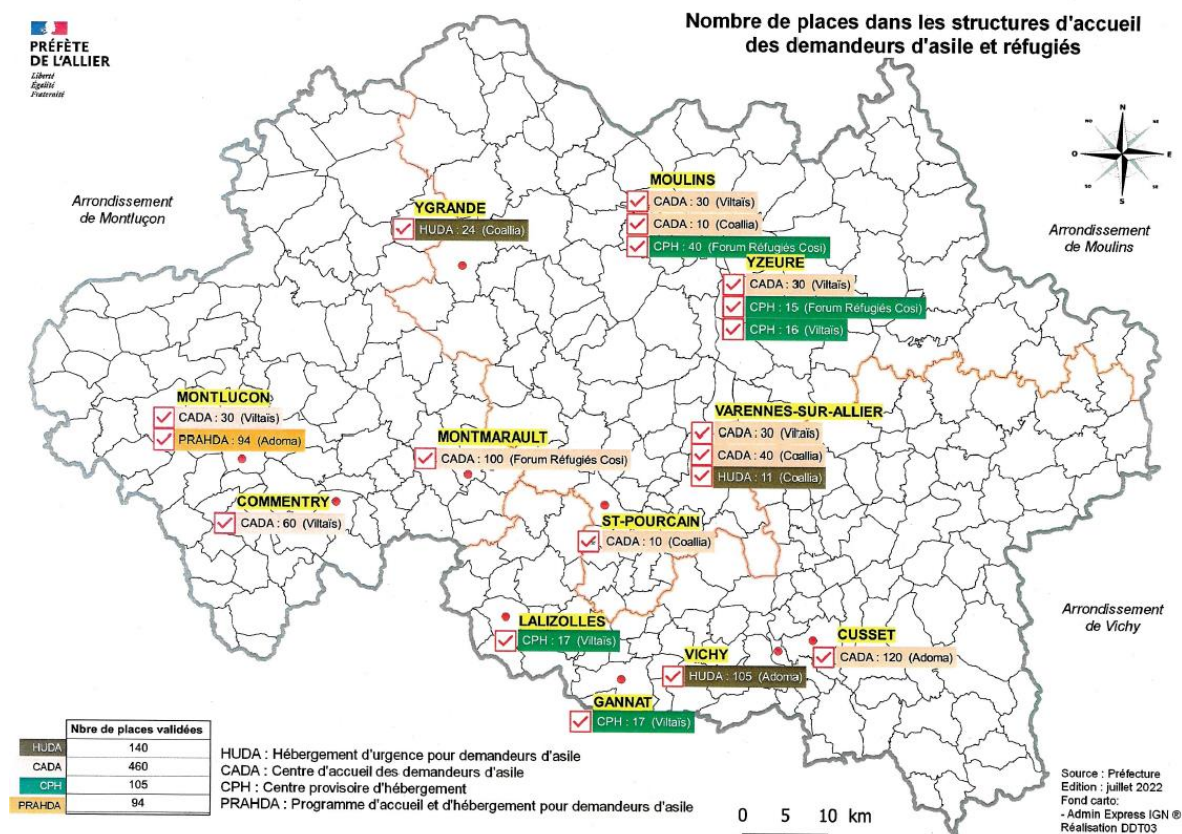 PRÉFÈTE
DE L'ALLIER
Liberté
Égalité
Fraternité
Nombre de places dans les structures d'accueil
des demandeurs d'asile et réfugiés
N
NO
NE
O
E
SO
SE
S
Arrondissement
de Montluçon
Arrondissement
de Moulins
YGRANDE
HUDA : 24 (Coallia)
MOULINS
CADA : 30 (Viltaïs)
CADA : 10 (Coallia)
CPH : 40 (Forum Réfugiés Cosi)
YZEURE
CADA : 30 (Viltaïs)
CPH : 15 (Forum Réfugiés Cosi)
CPH : 16 (Viltaïs)
MONTLUCON
CADA : 30 (Viltaïs)
PRAHDA : 94 (Adoma)
MONTMARAULT
CADA : 100 (Forum Réfugiés Cosi)
VARENNES-SUR-ALLIER
CADA : 30 (Viltaïs)
CADA : 40 (Coallia)
HUDA : 11 (Coallia)
COMMENTRY
CADA : 60 (Viltaïs)
ST-POURCAIN
CADA : 10 (Coallia)
LALIZOLLES
CPH : 17 (Viltaïs)
VICHY
HUDA : 105 (Adoma)
CUSSET
CADA : 120 (Adoma)
GANNAT
CPH : 17 (Viltaïs)
Arrondissement
de Vichy
Nbre de places validées
HUDA 140
CADA 460
CPH 105
PRAHDA 94
HUDA : Hébergement d'urgence pour demandeurs d'asile
CADA : Centre d'accueil des demandeurs d'asile
CPH : Centre provisoire d'hébergement
PRAHDA : Programme d'accueil et d'hébergement pour demandeurs d'asile
0 5 10 km
Source : Préfecture
Edition : juillet 2022
Fond carto:
- Admin Express IGN ®
Réalisation DDT03